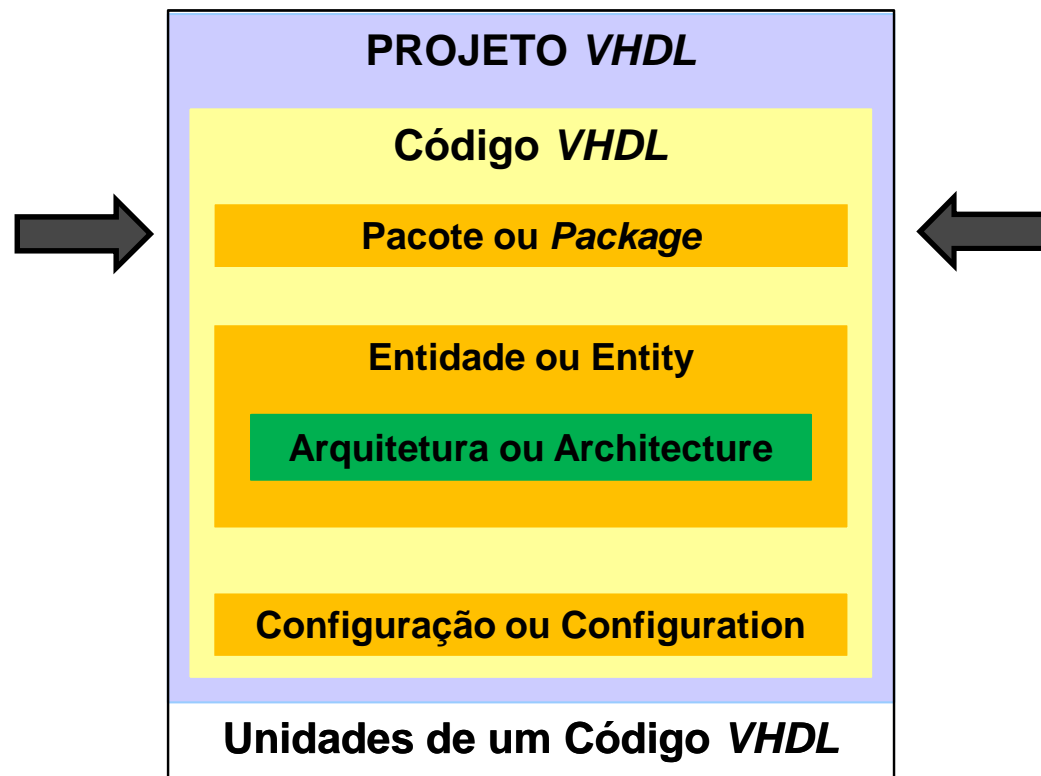 PROJETO VHDL
Código VHDL
Pacote ou Package
Entidade ou Entity
Arquitetura ou Architecture
Configuração ou Configuration
Unidades de um Código VHDL